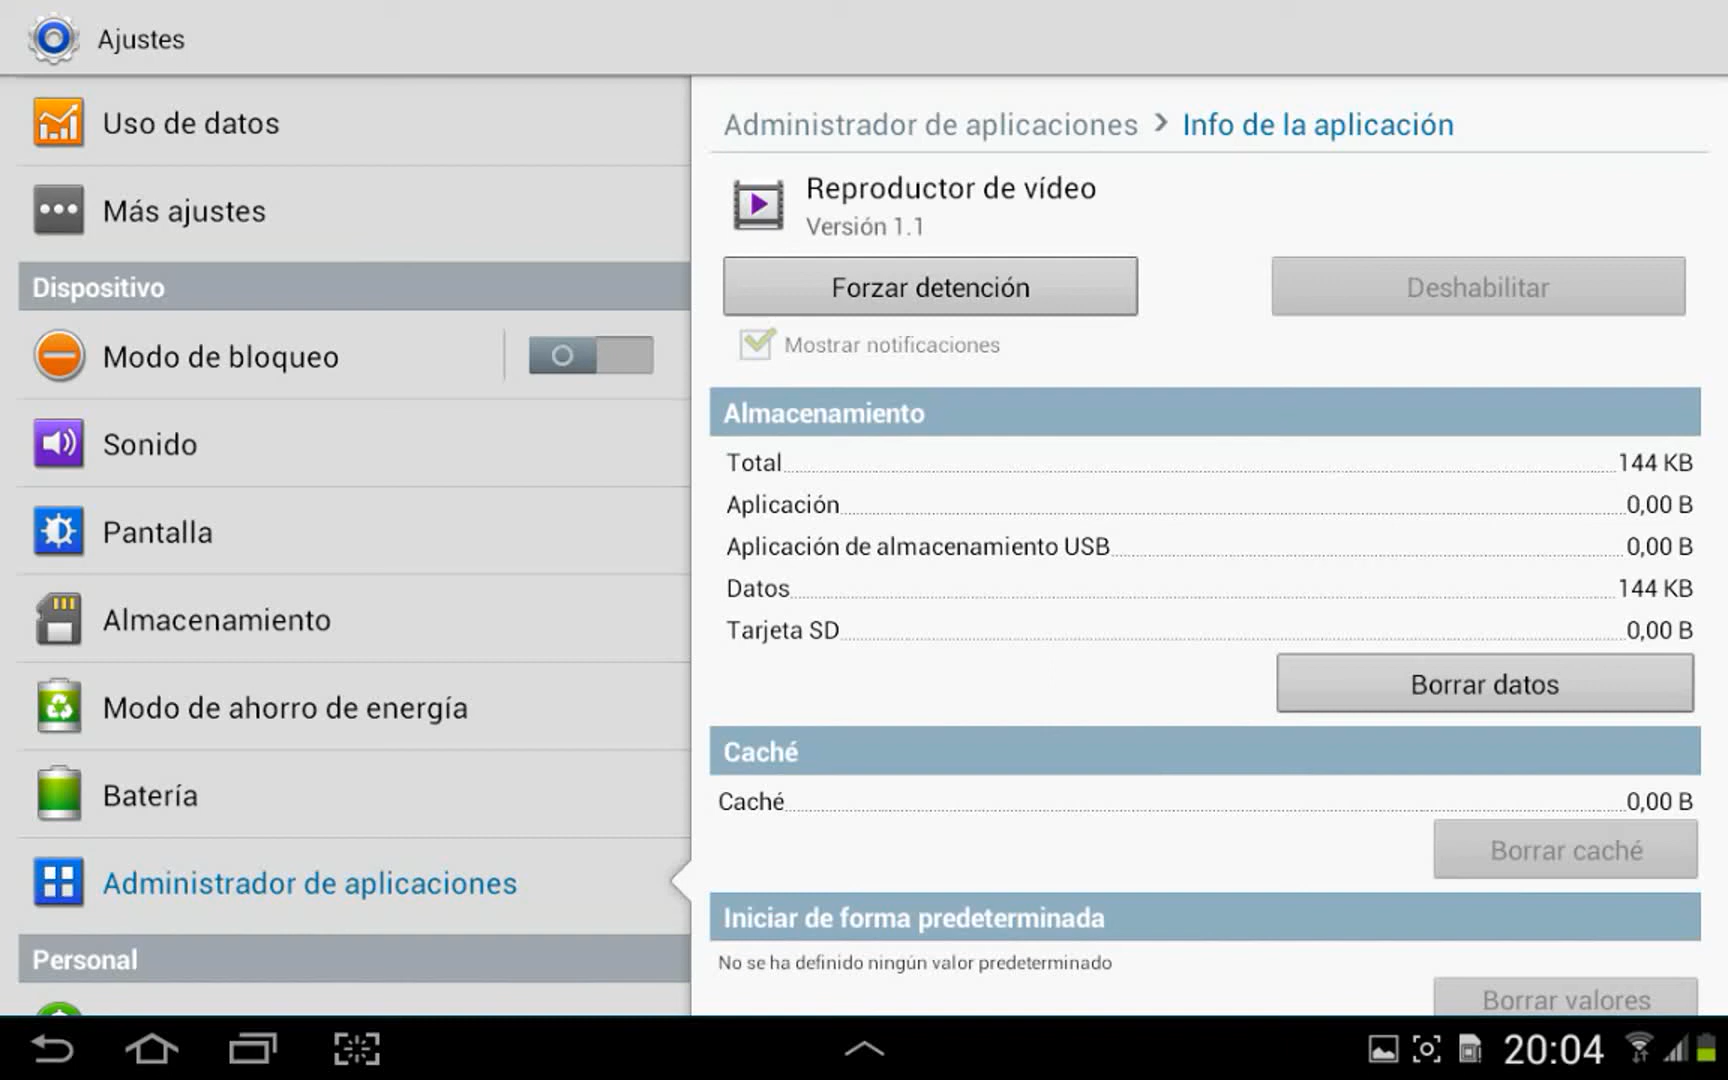 Ajustes
Uso de datos
Más ajustes
Dispositivo
Modo de bloqueo
Sonido
Pantalla
Almacenamiento
Modo de ahorro de energía
Batería
Administrador de aplicaciones
Personal
Administrador de aplicaciones > Info de la aplicación
Reproductor de vídeo
Versión 1.1
Forzar detención
Deshabilitar
Mostrar notificaciones
Almacenamiento
Total 144 KB
Aplicación 0,00 B
Aplicación de almacenamiento USB 0,00 B
Datos 144 KB
Tarjeta SD 0,00 B
Borrar datos
Caché
Caché 0,00 B
Borrar caché
Iniciar de forma predeterminada
No se ha definido ningún valor predeterminado
Borrar valores
20:04